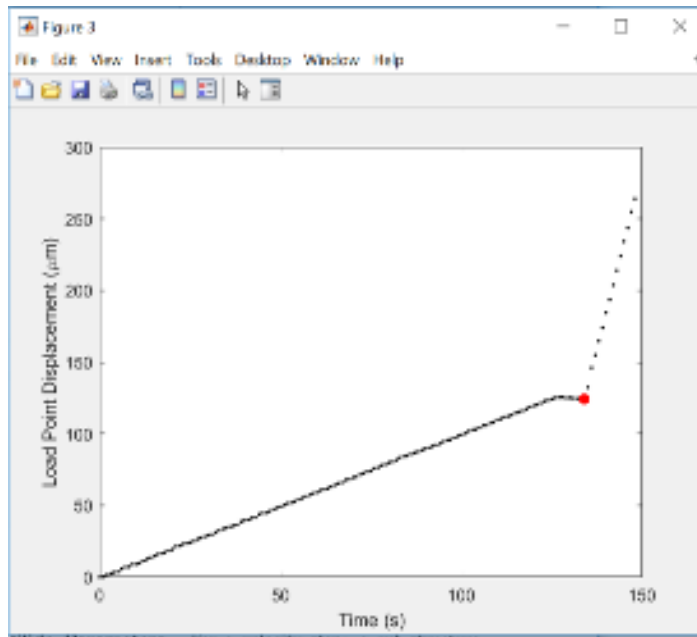 Figure 3
File Edit View Insert Tools Desktop Window Help
300
250
200
150
100
50
0
Load Point Displacement (μm)
0 50 100 150
Time (s)